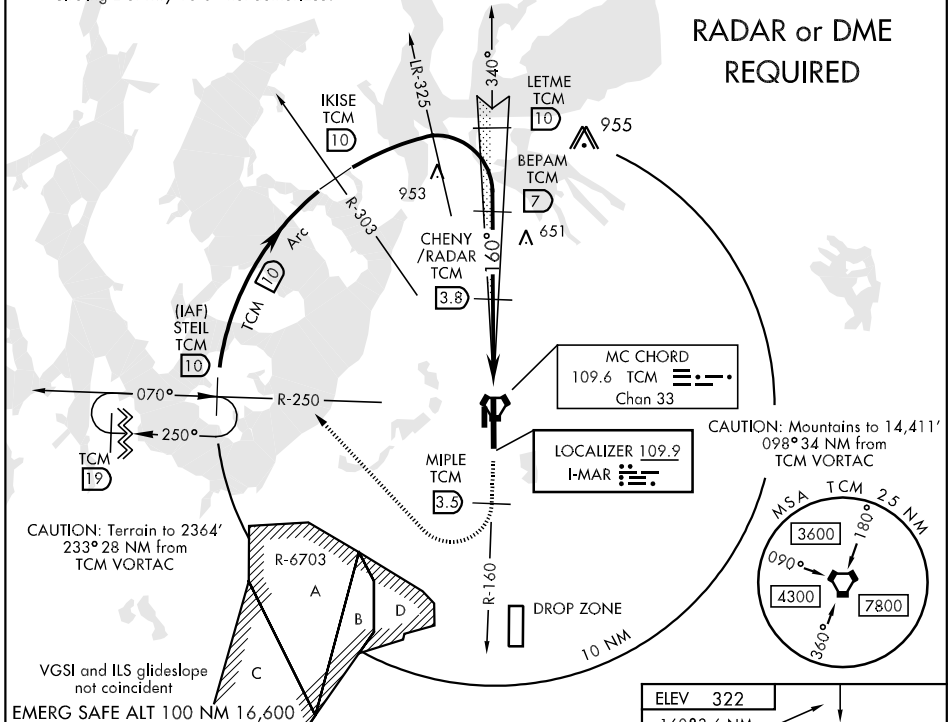 RADAR or DME
REQUIRED
340°
LR-325
LETME
TCM
10
IKISE
TCM
10
955
BEPAM
TCM
7
953
651
R-303
CHENY
/RADAR
TCM
3.8
160°
TCM 10 Arc
(IAF)
STEIL
TCM
10
MC CHORD
109.6 TCM
Chan 33
070°
R-250
250°
TCM
19
LOCALIZER 109.9
I-MAR
CAUTION: Mountains to 14,411'
098° 34 NM from
TCM VORTAC
MIPLE
TCM
3.5
MSA TCM 25 NM
180°
3600
090°
4300
7800
360°
CAUTION: Terrain to 2364'
233° 28 NM from
TCM VORTAC
R-6703
A
B
D
C
R-160
DROP ZONE
10 NM
VGSI and ILS glideslope
not coincident
EMERG SAFE ALT 100 NM 16,600
ELEV 322